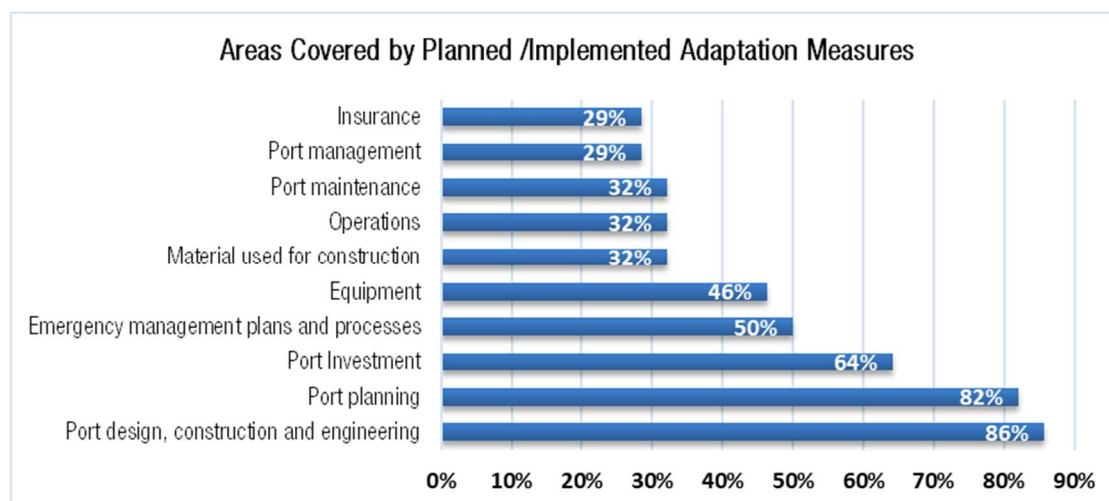 Areas Covered by Planned /Implemented Adaptation Measures
Insurance 29%
Port management 29%
Port maintenance 32%
Operations 32%
Material used for construction 32%
Equipment 46%
Emergency management plans and processes 50%
Port Investment 64%
Port planning 82%
Port design, construction and engineering 86%
0% 10% 20% 30% 40% 50% 60% 70% 80% 90%